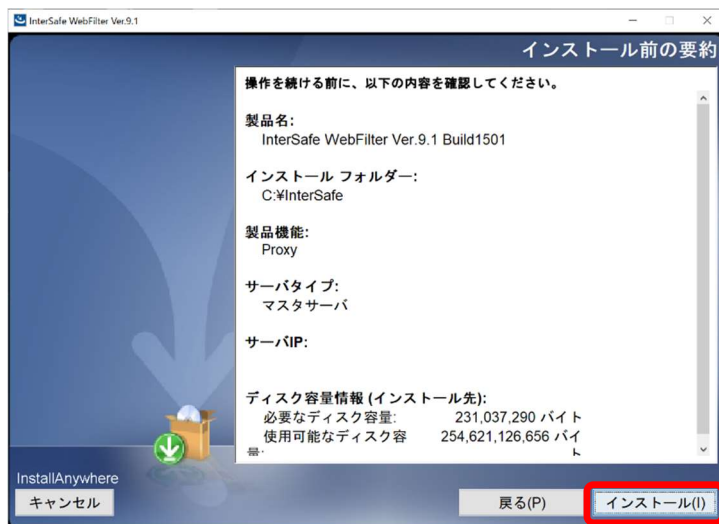 InterSafe WebFilter Ver.9.1
インストール前の要約
操作を続ける前に、以下の内容を確認してください。
製品名:
InterSafe WebFilter Ver.9.1 Build1501
インストール フォルダー:
C:¥InterSafe
製品機能:
Proxy
サーバタイプ:
マスタサーバ
サーバIP:
ディスク容量情報 (インストール先):
必要なディスク容量: 231,037,290 バイト
使用可能なディスク容 254,621,126,656 バイ
量: ト
InstallAnywhere
キャンセル 戻る(P) インストール(I)